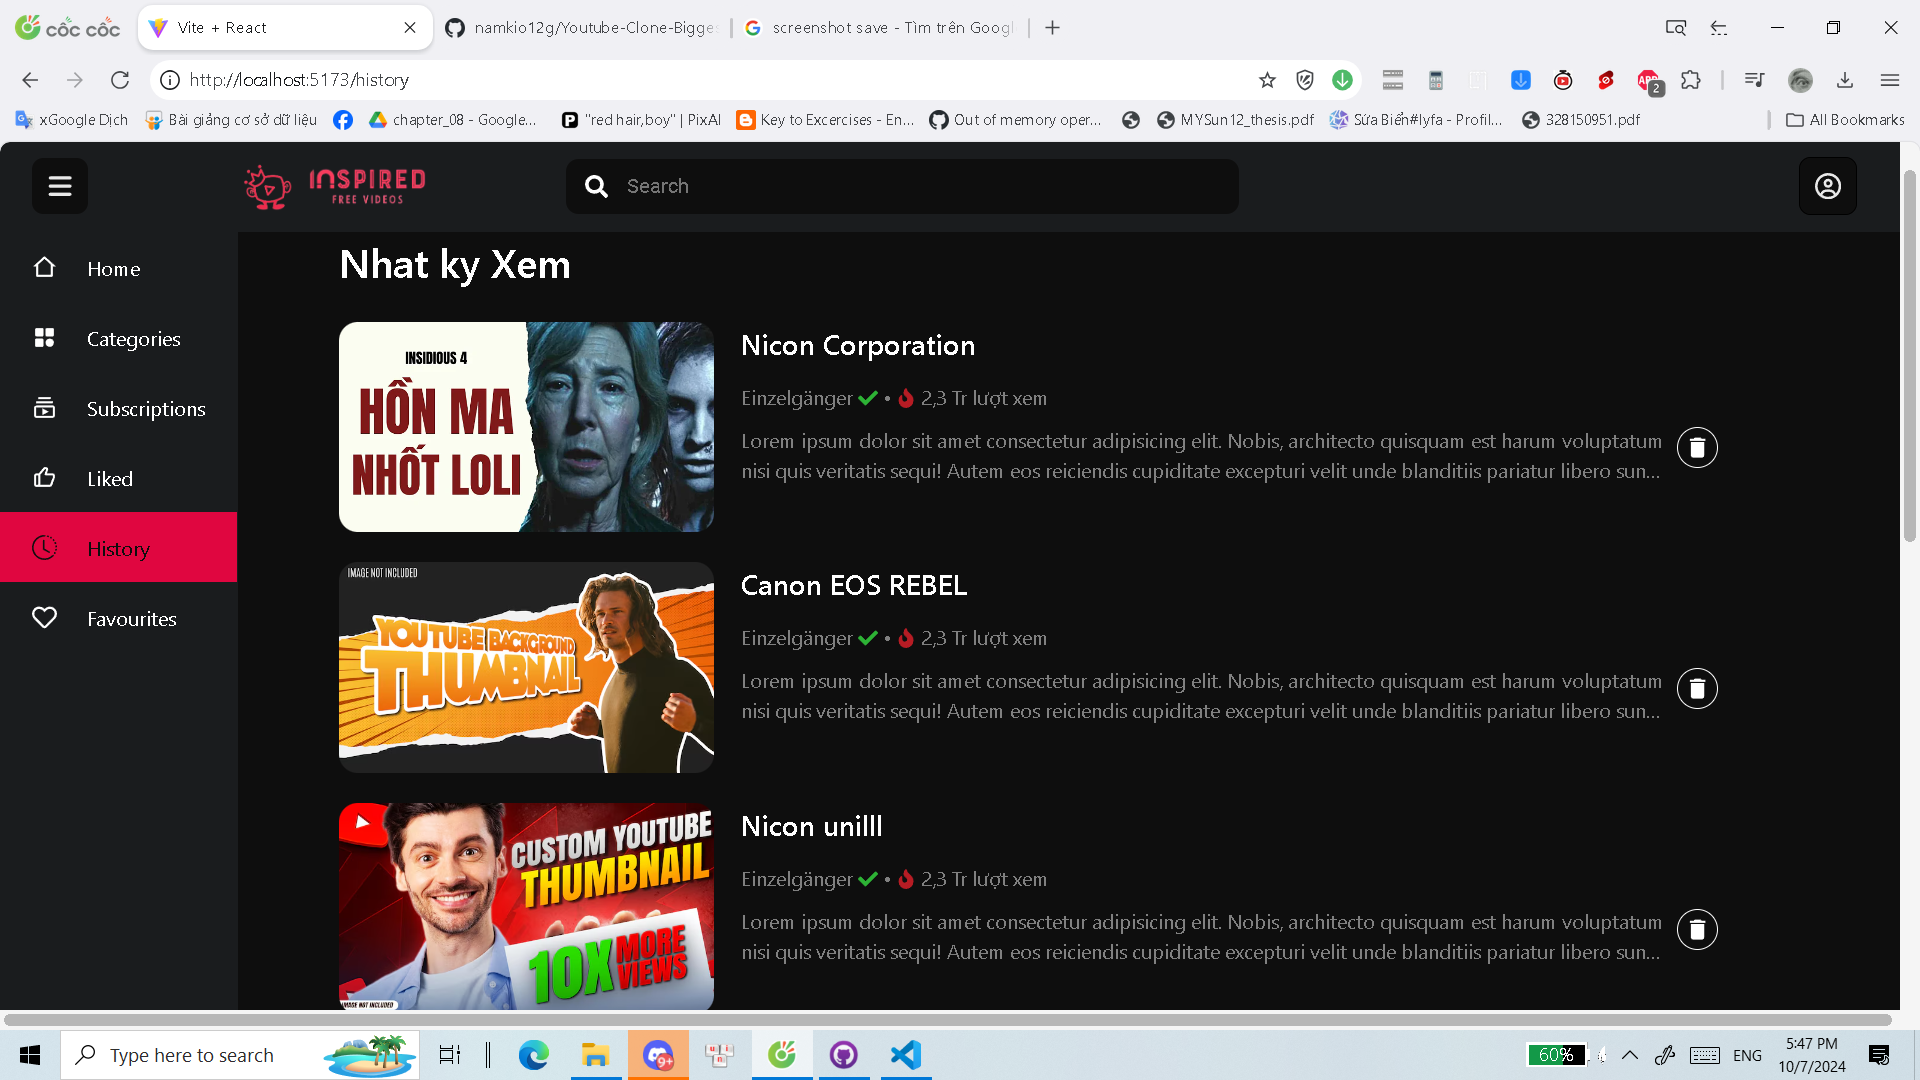 cốc cốc
Vite + React
namkio12g/Youtube-Clone-Bigges
screenshot save - Tìm trên Googl
http://localhost:5173/history
2
xGoogle Dịch
Bài giảng cơ sở dữ liệu
chapter_08 - Google...
"red hair,boy" | PixAI
Key to Excercises - En...
Out of memory oper...
MYSun12_thesis.pdf
Sứa Biển#lyfa - Profil...
328150951.pdf
All Bookmarks
INSPIRED
FREE VIDEOS
Search
Home
Categories
Subscriptions
Liked
History
Favourites
Nhat ky Xem
INSIDIOUS 4
HỒN MA
NHỐT LOLI
Nicon Corporation
Einzelgänger • 2,3 Tr lượt xem
Lorem ipsum dolor sit amet consectetur adipisicing elit. Nobis, architecto quisquam est harum voluptatum
nisi quis veritatis sequi! Autem eos reiciendis cupiditate excepturi velit unde blanditiis pariatur libero sun...
IMAGE NOT INCLUDED
YOUTUBE BACKGROUND
THUMBNAIL
Canon EOS REBEL
Einzelgänger • 2,3 Tr lượt xem
Lorem ipsum dolor sit amet consectetur adipisicing elit. Nobis, architecto quisquam est harum voluptatum
nisi quis veritatis sequi! Autem eos reiciendis cupiditate excepturi velit unde blanditiis pariatur libero sun...
CUSTOM YOUTUBE
THUMBNAIL
10X MORE
VIEWS
IMAGE NOT INCLUDED
Nicon unilll
Einzelgänger • 2,3 Tr lượt xem
Lorem ipsum dolor sit amet consectetur adipisicing elit. Nobis, architecto quisquam est harum voluptatum
nisi quis veritatis sequi! Autem eos reiciendis cupiditate excepturi velit unde blanditiis pariatur libero sun...
Type here to search
9+
60%
ENG
5:47 PM
10/7/2024